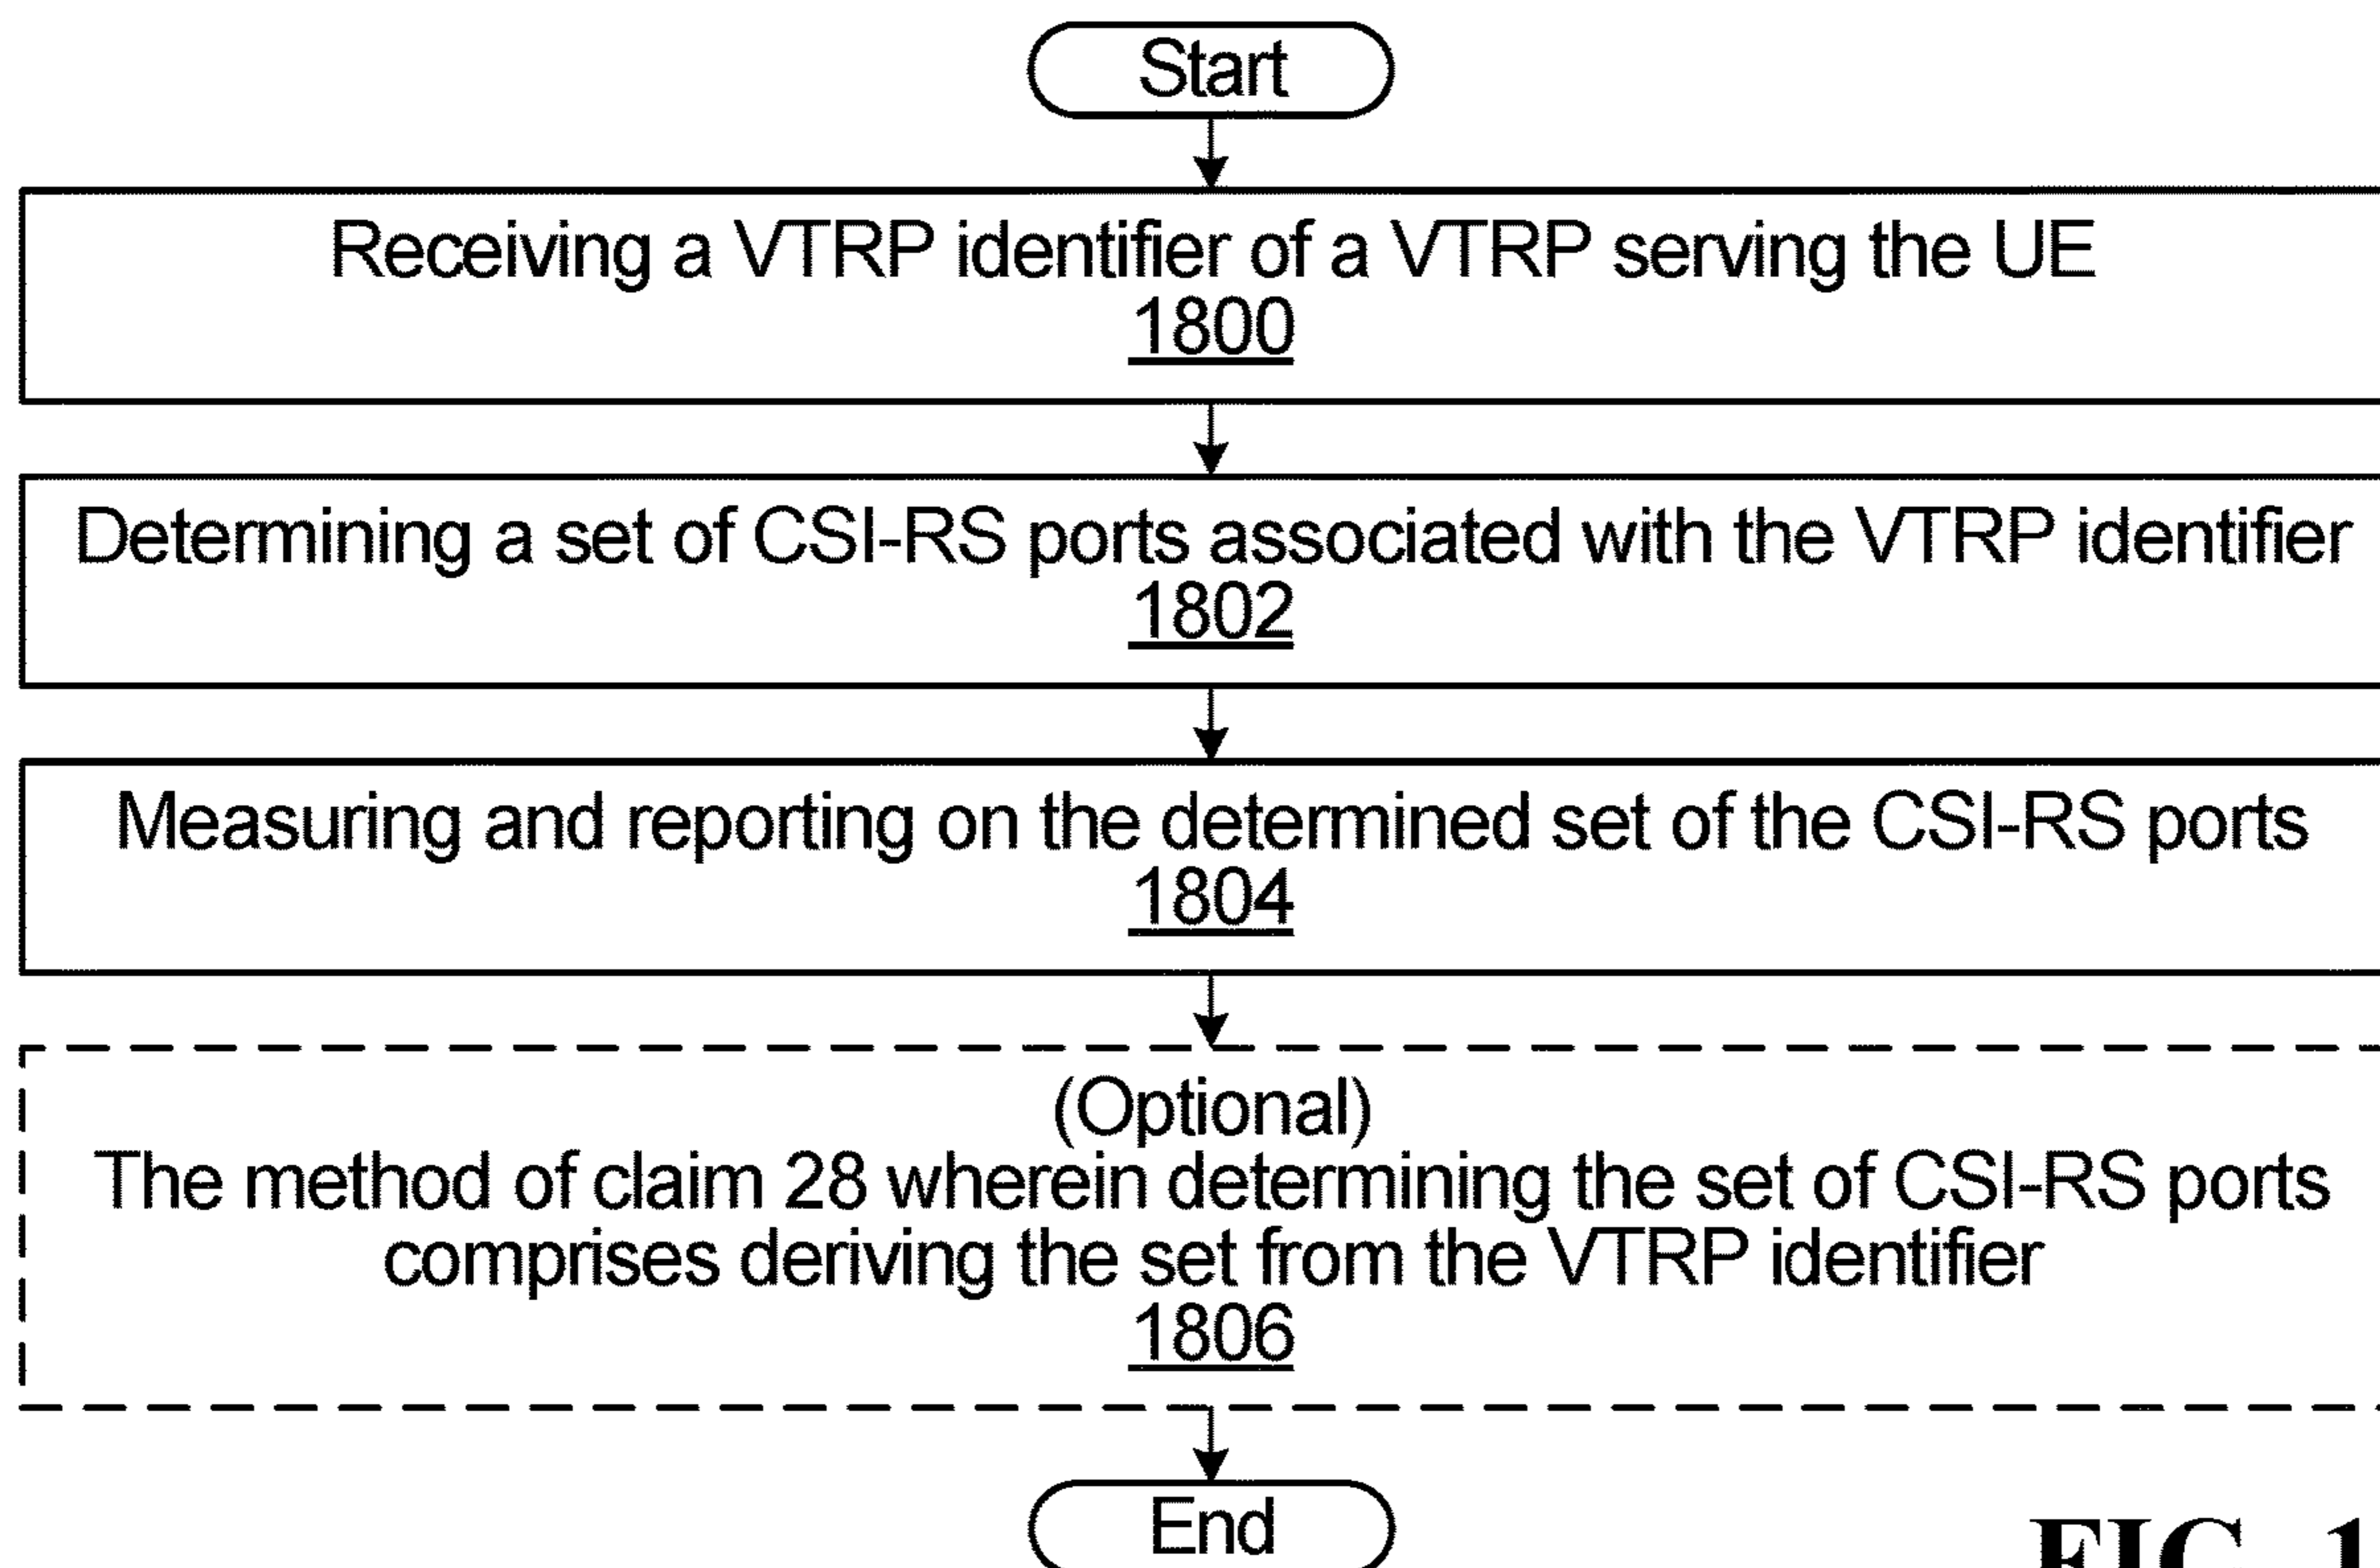 Start
Receiving a VTRP identifier of a VTRP serving the UE
1800
Determining a set of CSI-RS ports associated with the VTRP identifier
1802
Measuring and reporting on the determined set of the CSI-RS ports
1804
(Optional)
The method of claim 28 wherein determining the set of CSI-RS ports
comprises deriving the set from the VTRP identifier
1806
End
FIG. 1